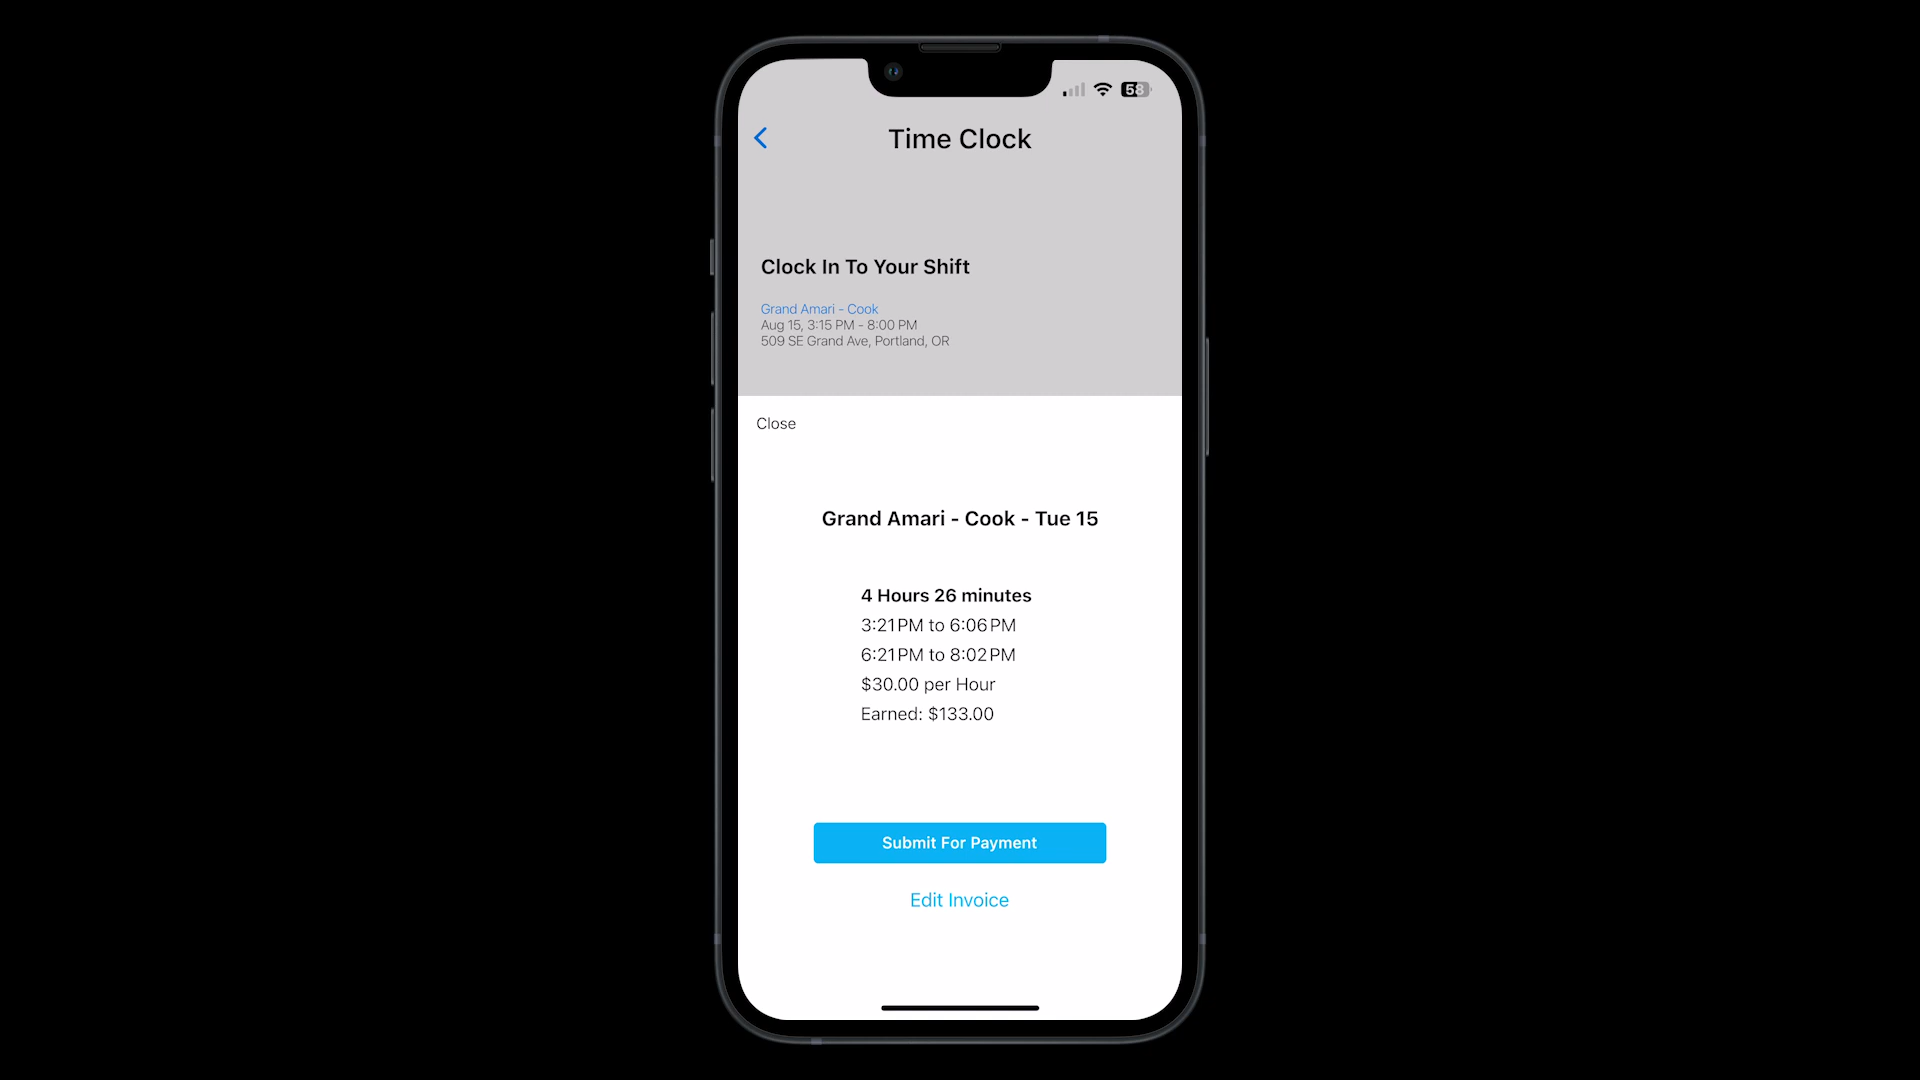 58
Time Clock
Clock In To Your Shift
Grand Amari - Cook
Aug 15, 3:15 PM - 8:00 PM
509 SE Grand Ave, Portland, OR
Close
Grand Amari - Cook - Tue 15
4 Hours 26 minutes
3:21PM to 6:06PM
6:21PM to 8:02PM
$30.00 per Hour
Earned: $133.00
Submit For Payment
Edit Invoice